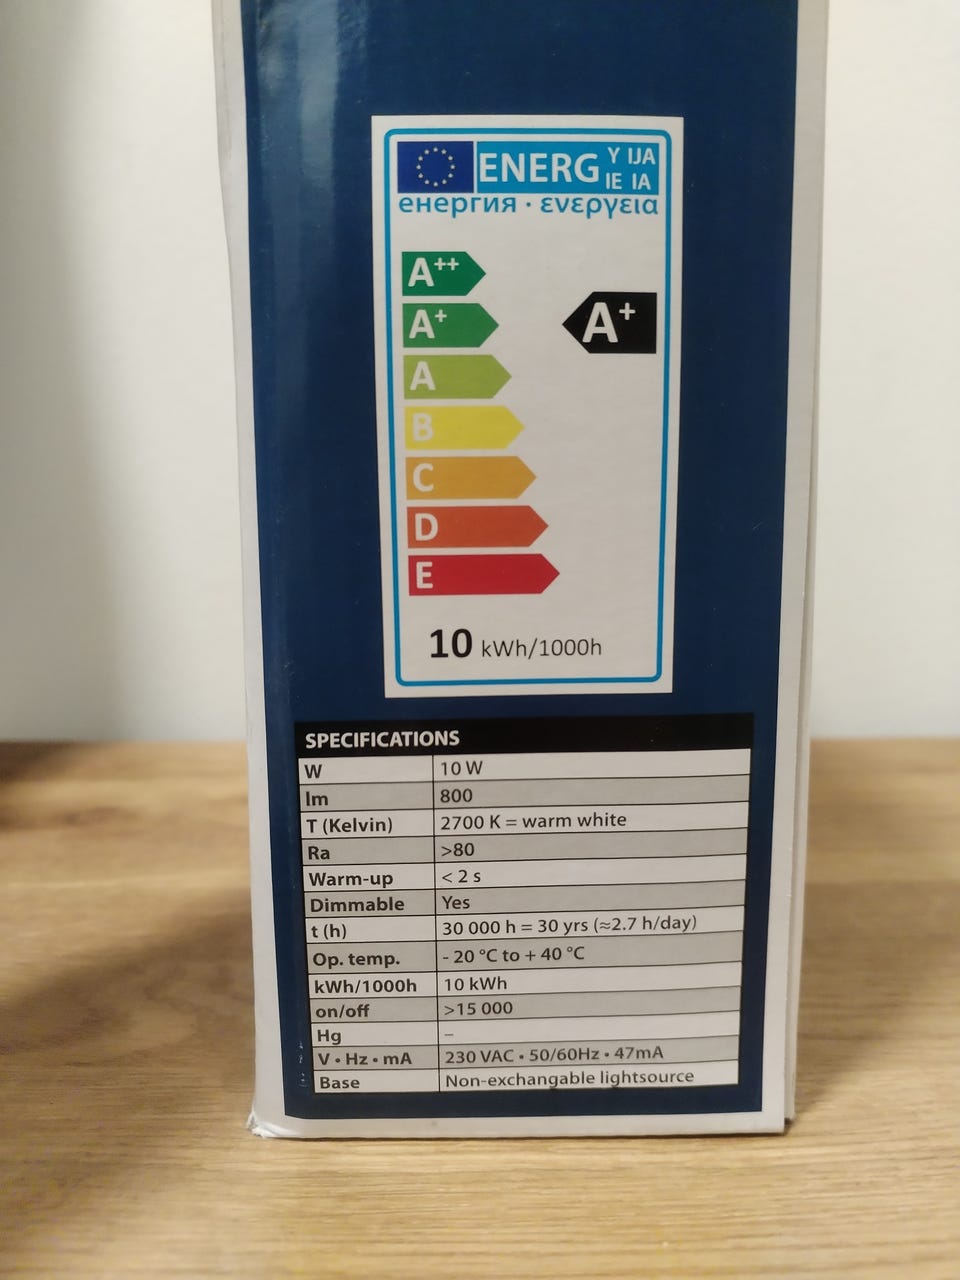 ENERG Y IJA
IE IA
енергия · ενεργεια
A++
A+
A+
A
B
C
D
E
10 kWh/1000h
SPECIFICATIONS
W 10 W
lm 800
T (Kelvin) 2700 K = warm white
Ra >80
Warm-up < 2 s
Dimmable Yes
t (h) 30 000 h = 30 yrs (≈2.7 h/day)
Op. temp. - 20 °C to + 40 °C
kWh/1000h 10 kWh
on/off >15 000
Hg –
V • Hz • mA 230 VAC • 50/60Hz • 47mA
Base Non-exchangable lightsource